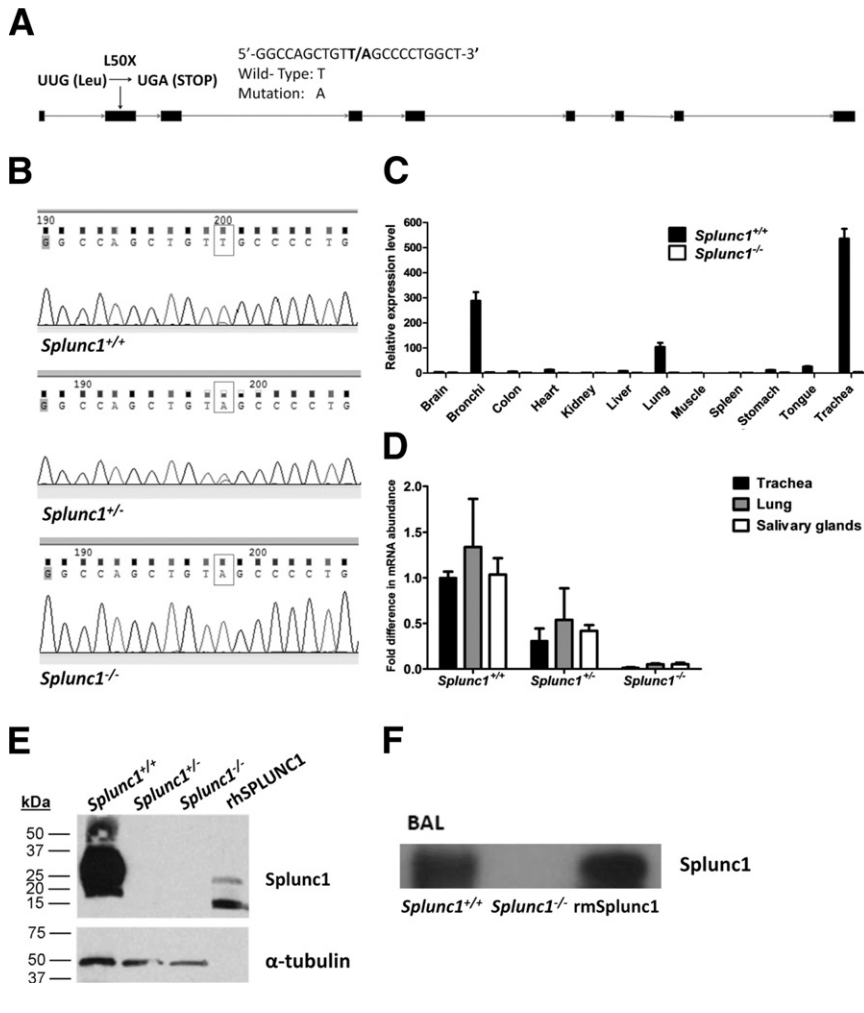 A
L50X
UUG (Leu) → UGA (STOP)
5’-GGCCAGCTGTT/AGCCCCTGGCT-3’
Wild- Type: T
Mutation: A
B
190 200
G G C C A G C T G T T G C C C C T G
Splunc1+/+
190 200
G G C C A G C T G T A G C C C C T G
Splunc1+/-
190 200
G G C C A G C T G T A G C C C C T G
Splunc1-/-
C
Relative expression level
600
500
400
300
200
100
0
Splunc1+/+
Splunc1-/-
Brain
Bronchi
Colon
Heart
Kidney
Liver
Lung
Muscle
Spleen
Stomach
Tongue
Trachea
D
Fold difference in mRNA abundance
2.0
1.5
1.0
0.5
0.0
Trachea
Lung
Salivary glands
Splunc1+/+
Splunc1+/-
Splunc1-/-
E
Splunc1+/+
Splunc1+/-
Splunc1-/-
rhSPLUNC1
kDa
50
37
25
20
15
Splunc1
75
50
37
α-tubulin
F
BAL
Splunc1
Splunc1+/+ Splunc1-/- rmSplunc1